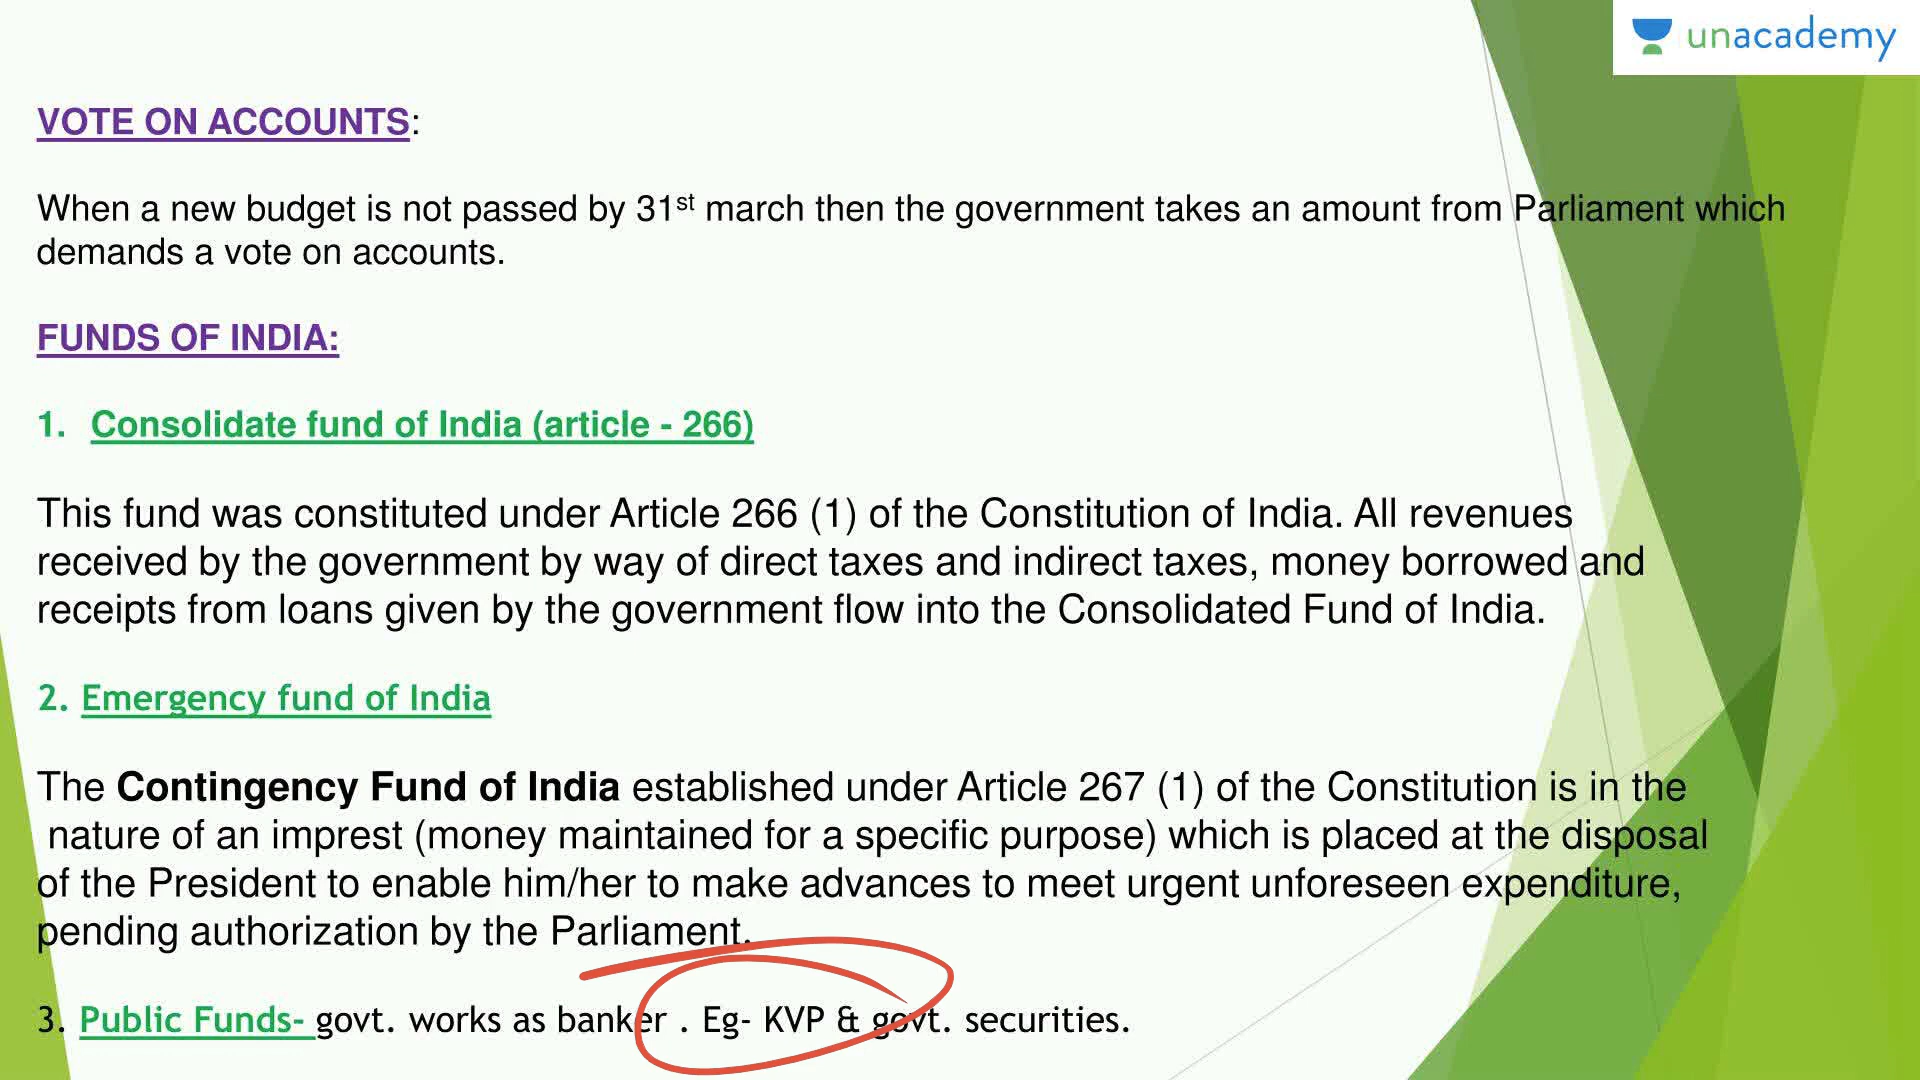 unacademy
VOTE ON ACCOUNTS:
When a new budget is not passed by 31st march then the government takes an amount from Parliament which
demands a vote on accounts.
FUNDS OF INDIA:
1. Consolidate fund of India (article - 266)
This fund was constituted under Article 266 (1) of the Constitution of India. All revenues
received by the government by way of direct taxes and indirect taxes, money borrowed and
receipts from loans given by the government flow into the Consolidated Fund of India.
2. Emergency fund of India
The Contingency Fund of India established under Article 267 (1) of the Constitution is in the
nature of an imprest (money maintained for a specific purpose) which is placed at the disposal
of the President to enable him/her to make advances to meet urgent unforeseen expenditure,
pending authorization by the Parliament.
3. Public Funds- govt. works as banker . Eg- KVP & govt. securities.